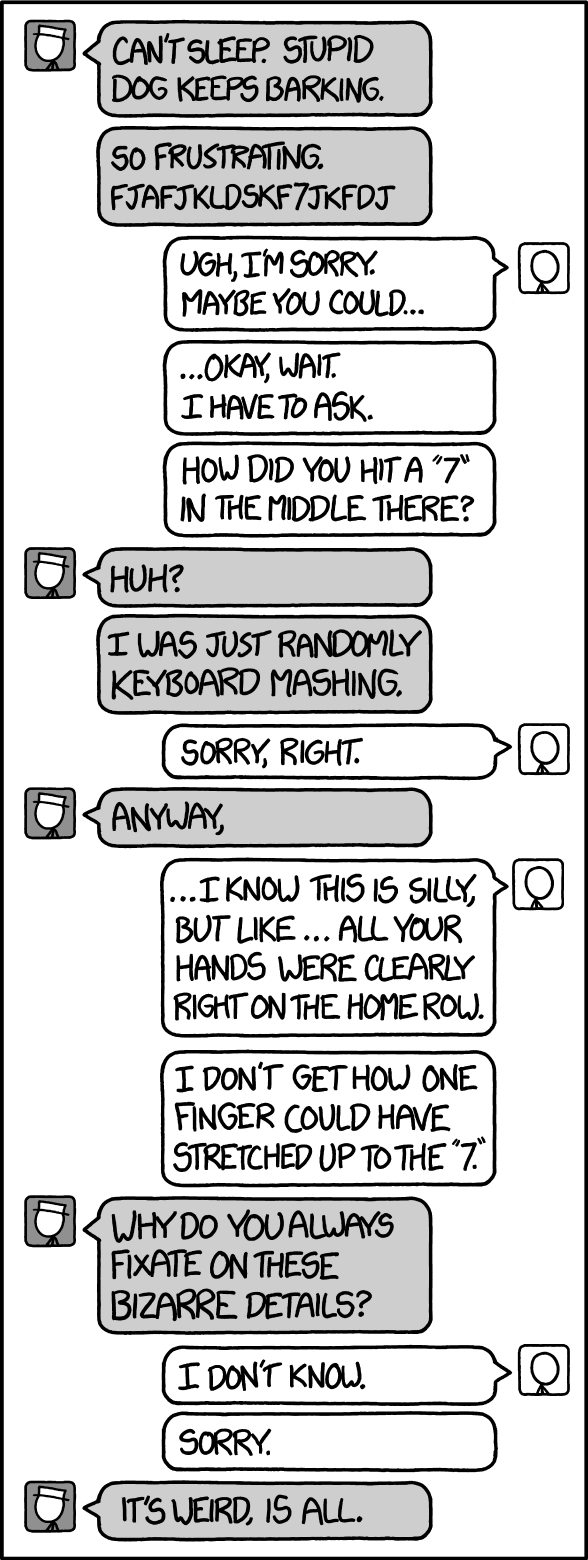 CAN'T SLEEP. STUPID
DOG KEEPS BARKING.
SO FRUSTRATING.
FJAFJKLDSKF7JKFDJ
UGH, I'M SORRY.
MAYBE YOU COULD...
...OKAY, WAIT.
I HAVE TO ASK.
HOW DID YOU HIT A "7"
IN THE MIDDLE THERE?
HUH?
I WAS JUST RANDOMLY
KEYBOARD MASHING.
SORRY, RIGHT.
ANYWAY,
...I KNOW THIS IS SILLY,
BUT LIKE ... ALL YOUR
HANDS WERE CLEARLY
RIGHT ON THE HOME ROW.
I DON'T GET HOW ONE
FINGER COULD HAVE
STRETCHED UP TO THE "7."
WHY DO YOU ALWAYS
FIXATE ON THESE
BIZARRE DETAILS?
I DON'T KNOW.
SORRY.
IT'S WEIRD, IS ALL.